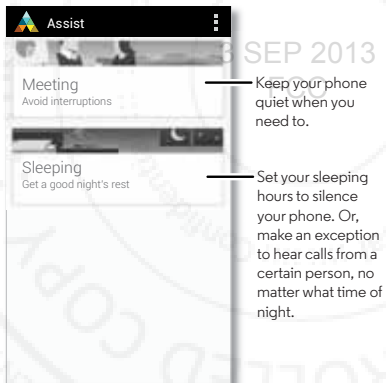 Assist
3 SEP 2013
FCC
Meeting
Avoid interruptions
Keep your phone
quiet when you
need to.
Sleeping
Get a good night's rest
Set your sleeping
hours to silence
your phone. Or,
make an exception
to hear calls from a
certain person, no
matter what time of
night.